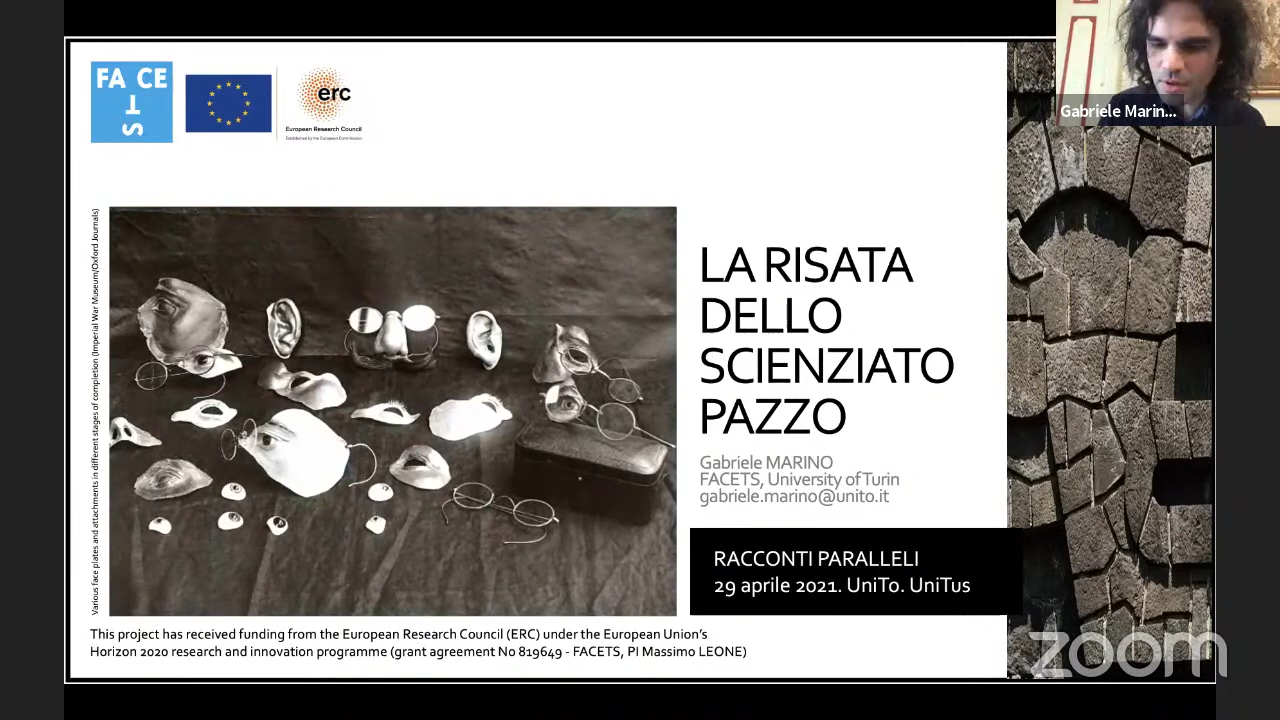 FA CE
TS
erc
European Research Council
Established by the European Commission
Gabriele Marin...
Various face plates and attachments in different stages of completion (Imperial War Museum/Oxford Journals)
LA RISATA
DELLO
SCIENZIATO
PAZZO
Gabriele MARINO
FACETS, University of Turin
gabriele.marino@unito.it
RACCONTI PARALLELI
29 aprile 2021. UniTo. UniTus
This project has received funding from the European Research Council (ERC) under the European Union’s
Horizon 2020 research and innovation programme (grant agreement No 819649 - FACETS, PI Massimo LEONE)
zoom